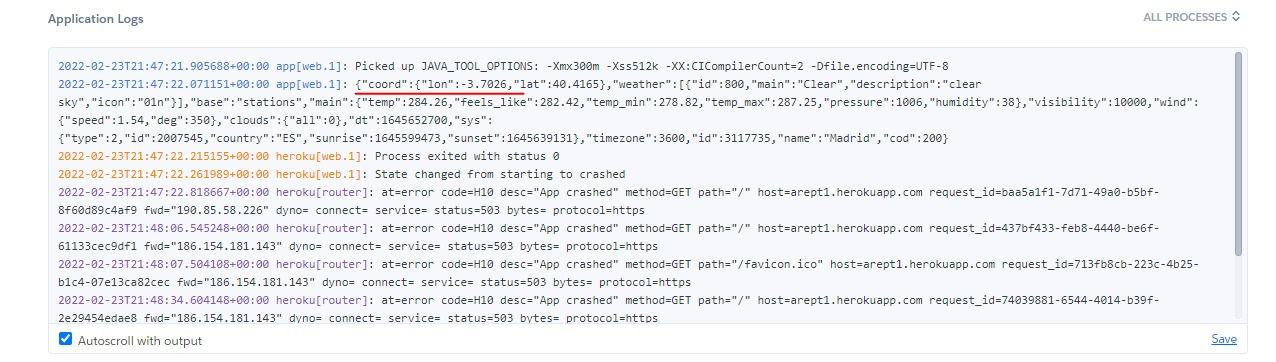 Application Logs
ALL PROCESSES
2022-02-23T21:47:21.905688+00:00 app[web.1]: Picked up JAVA_TOOL_OPTIONS: -Xmx300m -Xss512k -XX:CICompilerCount=2 -Dfile.encoding=UTF-8
2022-02-23T21:47:22.071151+00:00 app[web.1]: {"coord":{"lon":-3.7026,"lat":40.4165},"weather":[{"id":800,"main":"Clear","description":"clear
sky","icon":"01n"}],"base":"stations","main":{"temp":284.26,"feels_like":282.42,"temp_min":278.82,"temp_max":287.25,"pressure":1006,"humidity":38},"visibility":10000,"wind":
{"speed":1.54,"deg":350},"clouds":{"all":0},"dt":1645652700,"sys":
{"type":2,"id":2007545,"country":"ES","sunrise":1645599473,"sunset":1645639131},"timezone":3600,"id":3117735,"name":"Madrid","cod":200}
2022-02-23T21:47:22.215155+00:00 heroku[web.1]: Process exited with status 0
2022-02-23T21:47:22.261989+00:00 heroku[web.1]: State changed from starting to crashed
2022-02-23T21:47:22.818667+00:00 heroku[router]: at=error code=H10 desc="App crashed" method=GET path="/" host=arept1.herokuapp.com request_id=baa5a1f1-7d71-49a0-b5bf-
8f60d89c4af9 fwd="190.85.58.226" dyno= connect= service= status=503 bytes= protocol=https
2022-02-23T21:48:06.545248+00:00 heroku[router]: at=error code=H10 desc="App crashed" method=GET path="/" host=arept1.herokuapp.com request_id=437bf433-feb8-4440-be6f-
61133cec9df1 fwd="186.154.181.143" dyno= connect= service= status=503 bytes= protocol=https
2022-02-23T21:48:07.504108+00:00 heroku[router]: at=error code=H10 desc="App crashed" method=GET path="/favicon.ico" host=arept1.herokuapp.com request_id=713fb8cb-223c-4b25-
b1c4-07e13ca82cec fwd="186.154.181.143" dyno= connect= service= status=503 bytes= protocol=https
2022-02-23T21:48:34.604148+00:00 heroku[router]: at=error code=H10 desc="App crashed" method=GET path="/" host=arept1.herokuapp.com request_id=74039881-6544-4014-b39f-
2e29454edae8 fwd="186.154.181.143" dyno= connect= service= status=503 bytes= protocol=https
Autoscroll with output
Save